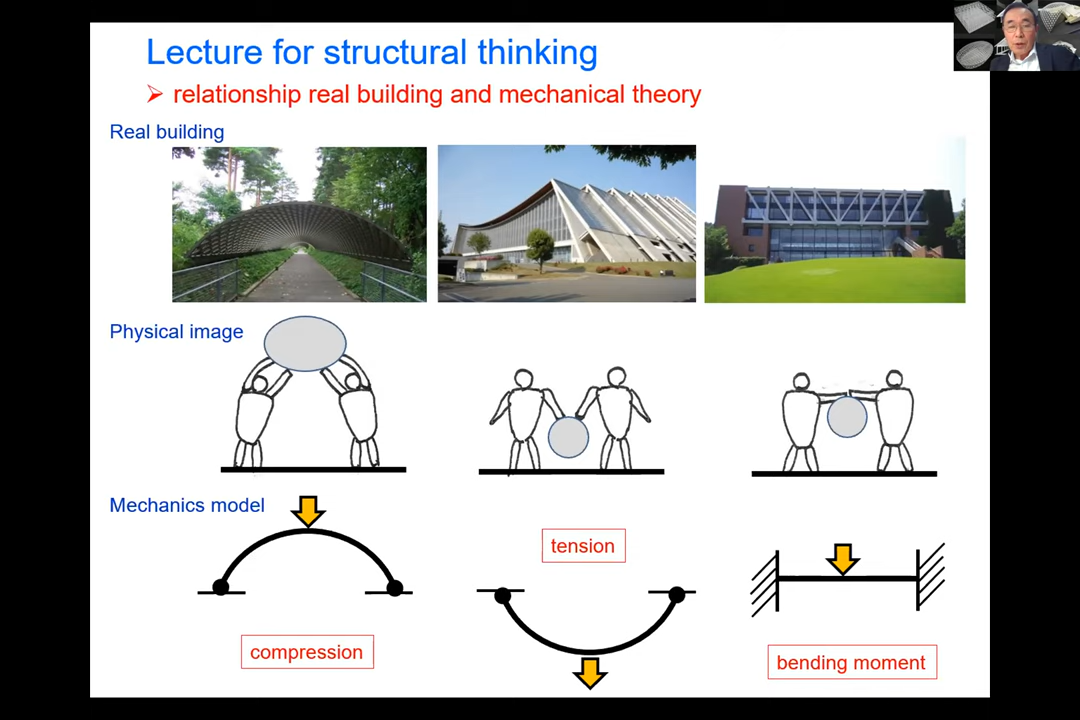 Lecture for structural thinking
➢ relationship real building and mechanical theory
Real building
Physical image
Mechanics model
compression
tension
bending moment